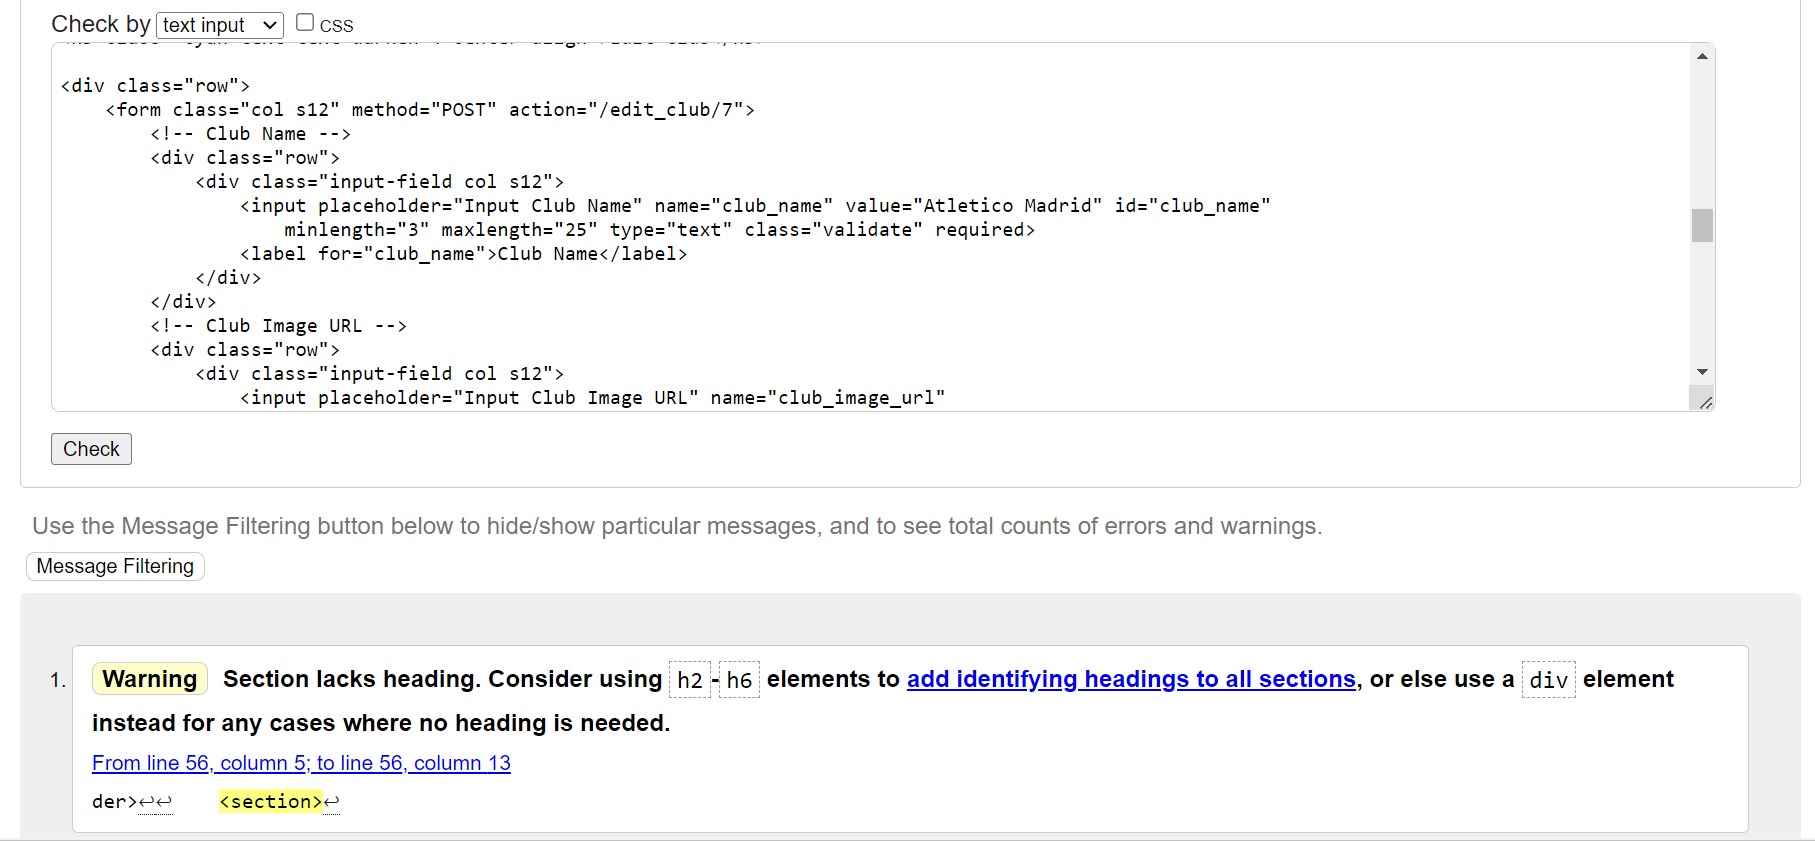 Check by text input CSS
<div class="row">
<form class="col s12" method="POST" action="/edit_club/7">
<!-- Club Name -->
<div class="row">
<div class="input-field col s12">
<input placeholder="Input Club Name" name="club_name" value="Atletico Madrid" id="club_name"
minlength="3" maxlength="25" type="text" class="validate" required>
<label for="club_name">Club Name</label>
</div>
</div>
<!-- Club Image URL -->
<div class="row">
<div class="input-field col s12">
<input placeholder="Input Club Image URL" name="club_image_url"
Check
Use the Message Filtering button below to hide/show particular messages, and to see total counts of errors and warnings.
Message Filtering
1. Warning Section lacks heading. Consider using h2-h6 elements to add identifying headings to all sections, or else use a div element
instead for any cases where no heading is needed.
From line 56, column 5; to line 56, column 13
der>↩↩ <section>↩